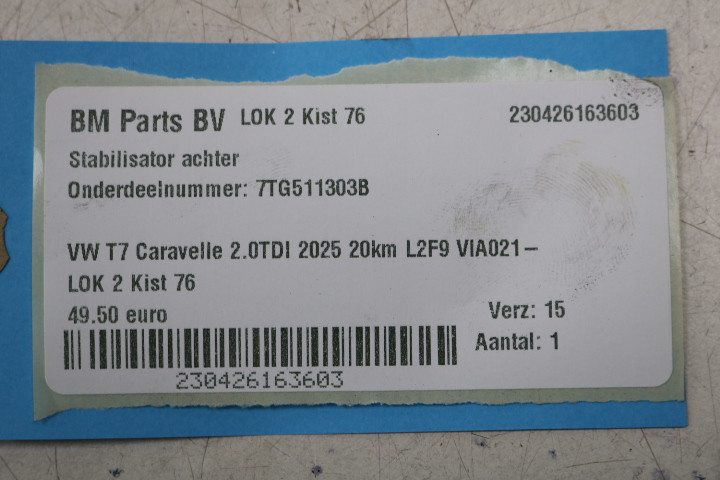 BM Parts BV LOK 2 Kist 76 230426163603
Stabilisator achter
Onderdeelnummer: 7TG511303B
VW T7 Caravelle 2.0TDI 2025 20km L2F9 VIA021-
LOK 2 Kist 76
49.50 euro Verz: 15
Aantal: 1
230426163603